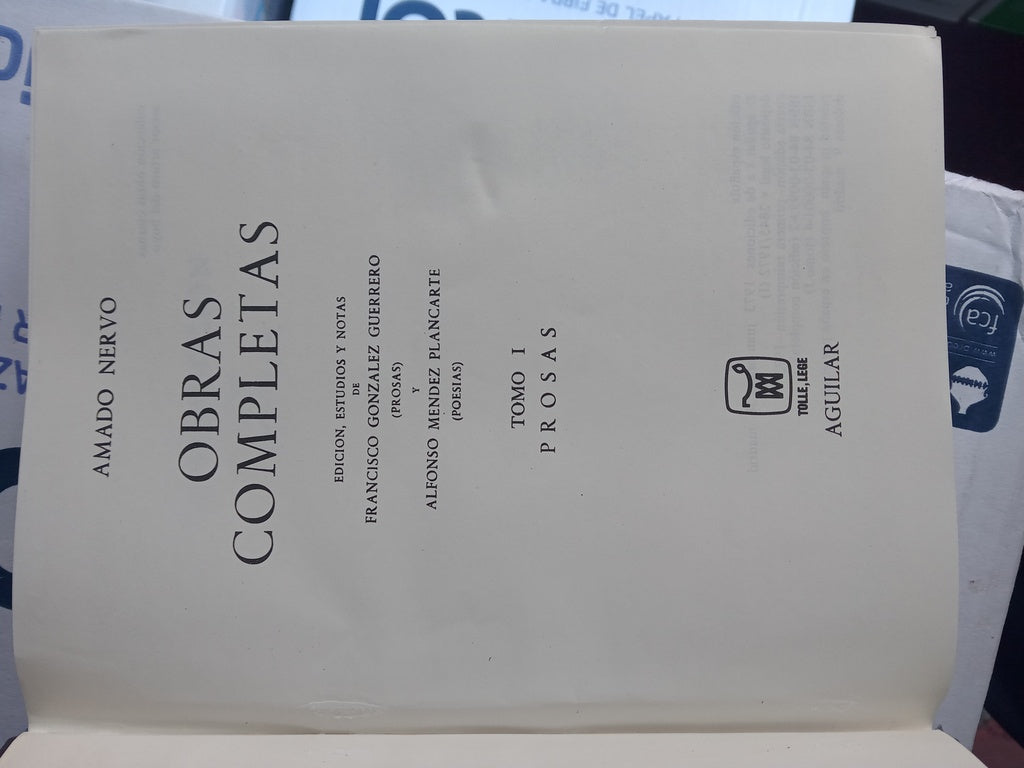 AMADO NERVO
OBRAS
COMPLETAS
EDICION, ESTUDIOS Y NOTAS
DE
FRANCISCO GONZALEZ GUERRERO
(PROSAS)
Y
ALFONSO MENDEZ PLANCARTE
(POESIAS)
TOMO I
PROSAS
TOLLE, LEGE
AGUILAR
fca